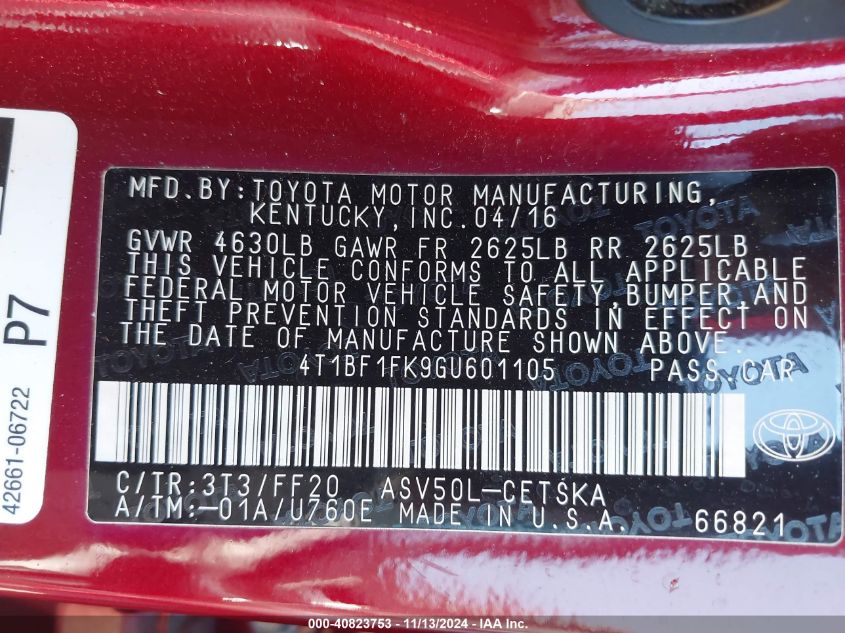 MFD.BY:TOYOTA MOTOR MANUFACTURING,
KENTUCKY,INC.04/16
GVWR 4630LB GAWR FR 2625LB RR 2625LB
THIS VEHICLE CONFORMS TO ALL APPLICABLE
FEDERAL MOTOR VEHICLE SAFETY,BUMPER,AND
THEFT PREVENTION STANDARDS IN EFFECT ON
THE DATE OF MANUFACTURE SHOWN ABOVE.
4T1BF1FK9GU601105 PASS.CAR
C/TR:3T3/FF20 ASV50L-CETSKA
A/TM:-01A/U760E MADE IN U.S.A. 66821
P7
42661-06722
TOYOTA
000-40823753 - 11/13/2024 - IAA Inc.